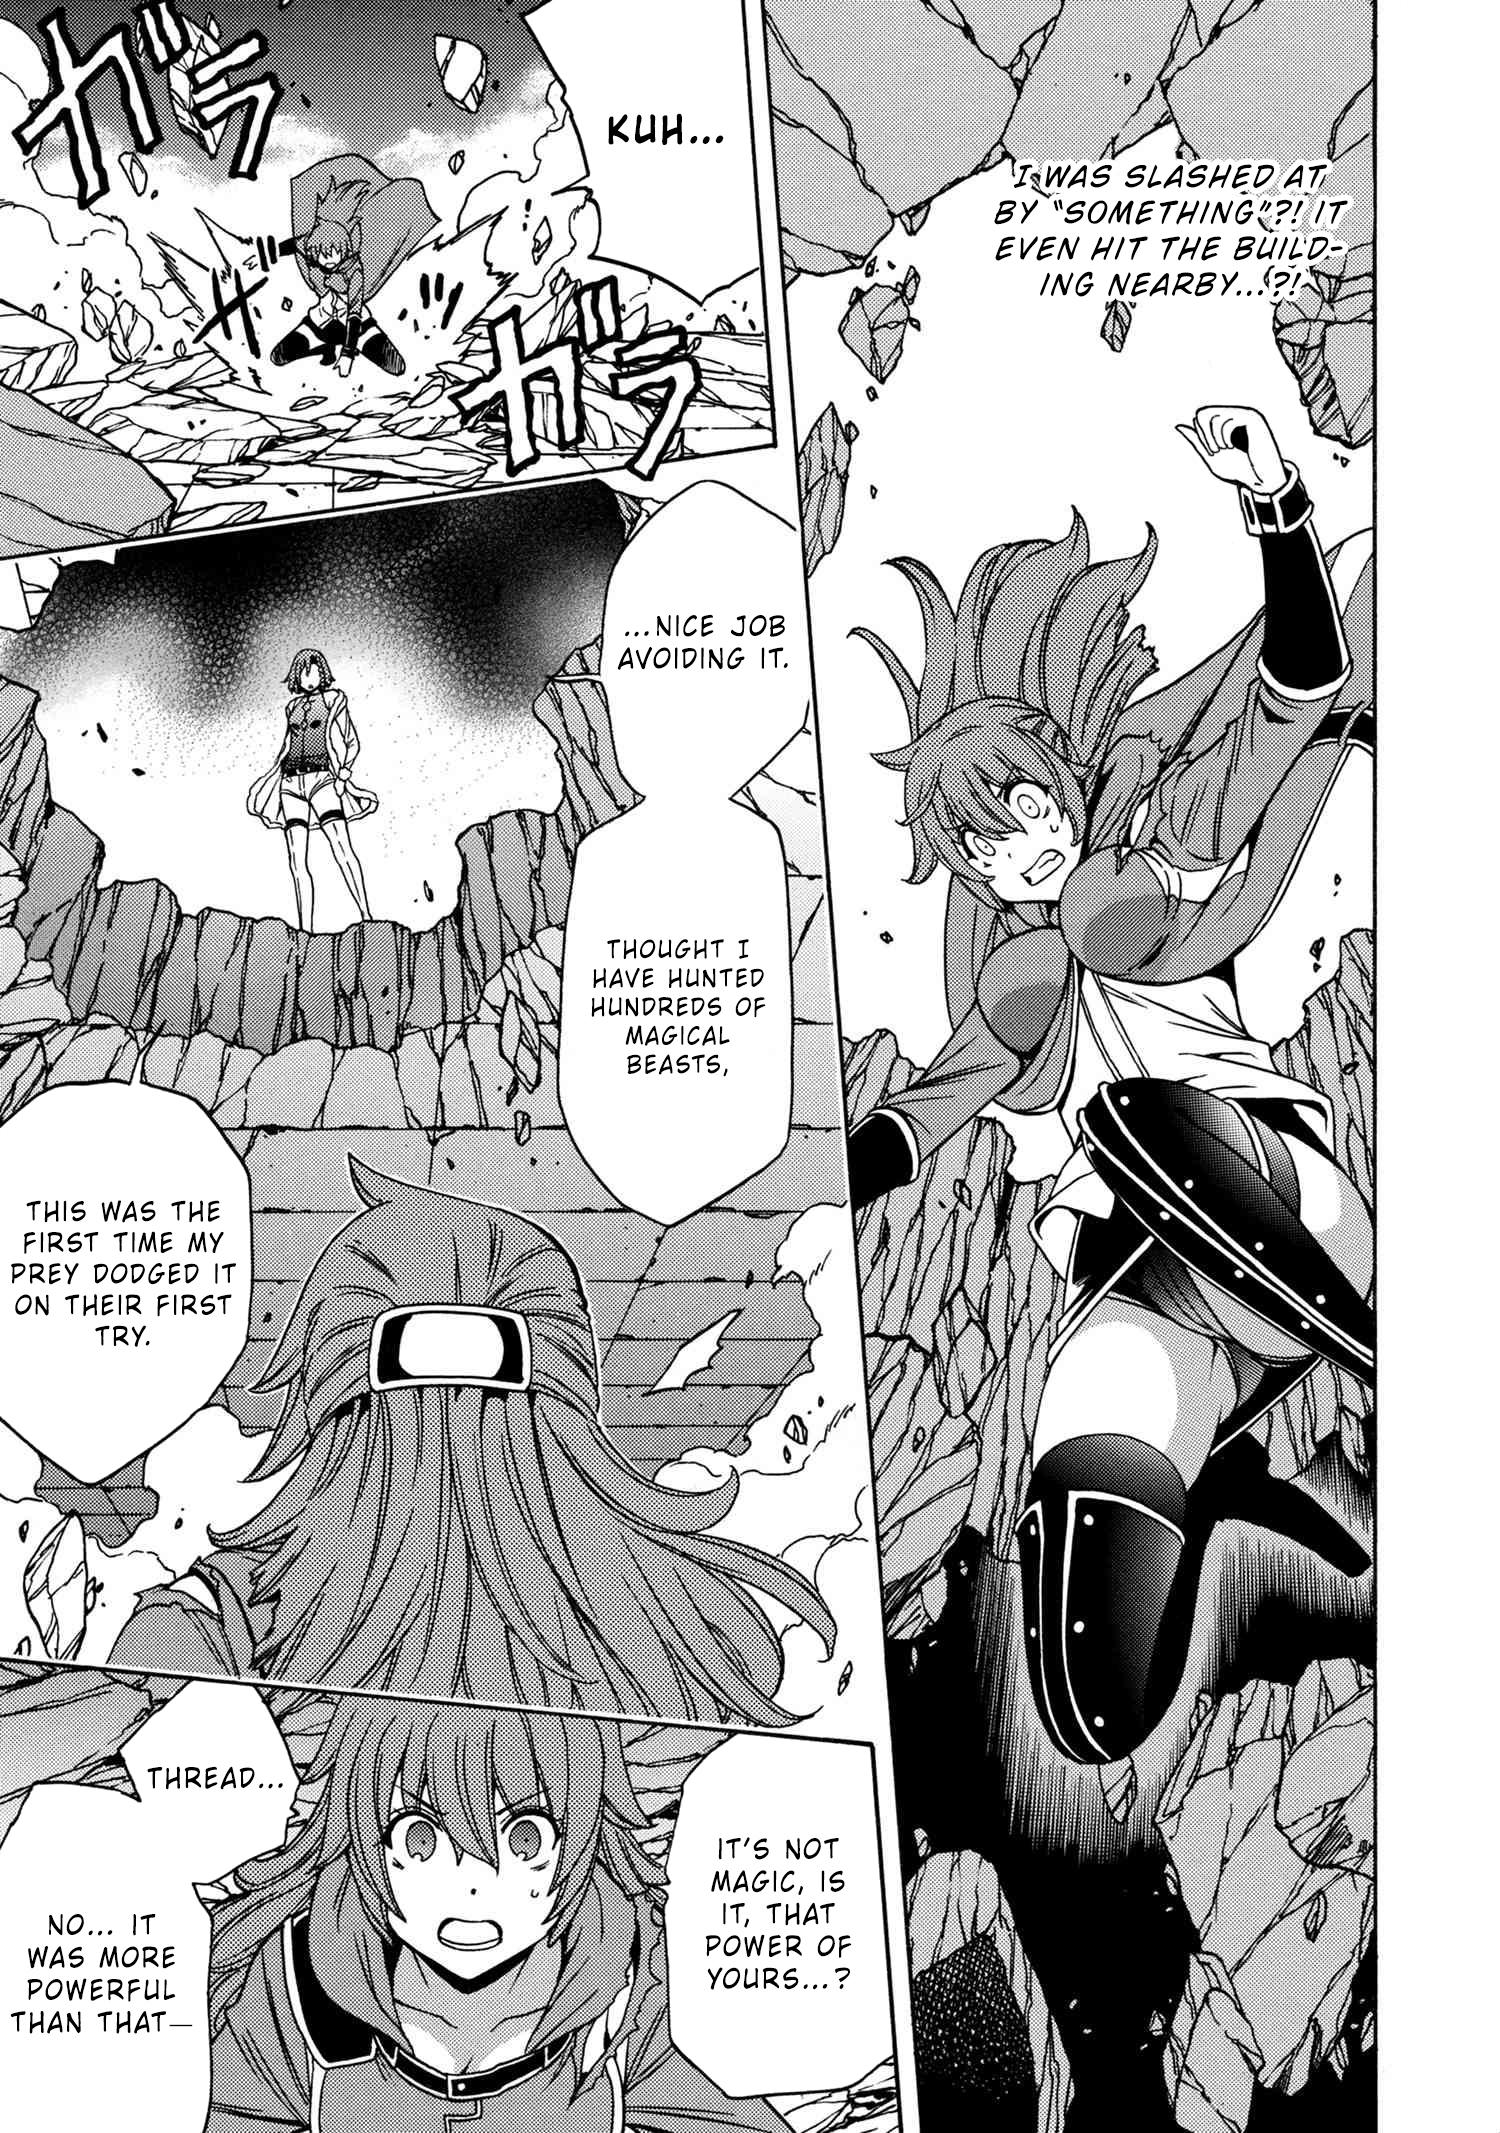 I WAS SLASHED AT
BY "SOMETHING"?! IT
EVEN HIT THE BUILD-
ING NEARBY...?!
KUH...
ガラ
ガラ
...NICE JOB
AVOIDING IT.
THOUGHT I
HAVE HUNTED
HUNDREDS OF
MAGICAL
BEASTS,
THIS WAS THE
FIRST TIME MY
PREY DODGED IT
ON THEIR FIRST
TRY.
IT'S NOT
MAGIC, IS
IT, THAT
POWER OF
YOURS...?
THREAD...
NO... IT
WAS MORE
POWERFUL
THAN THAT—